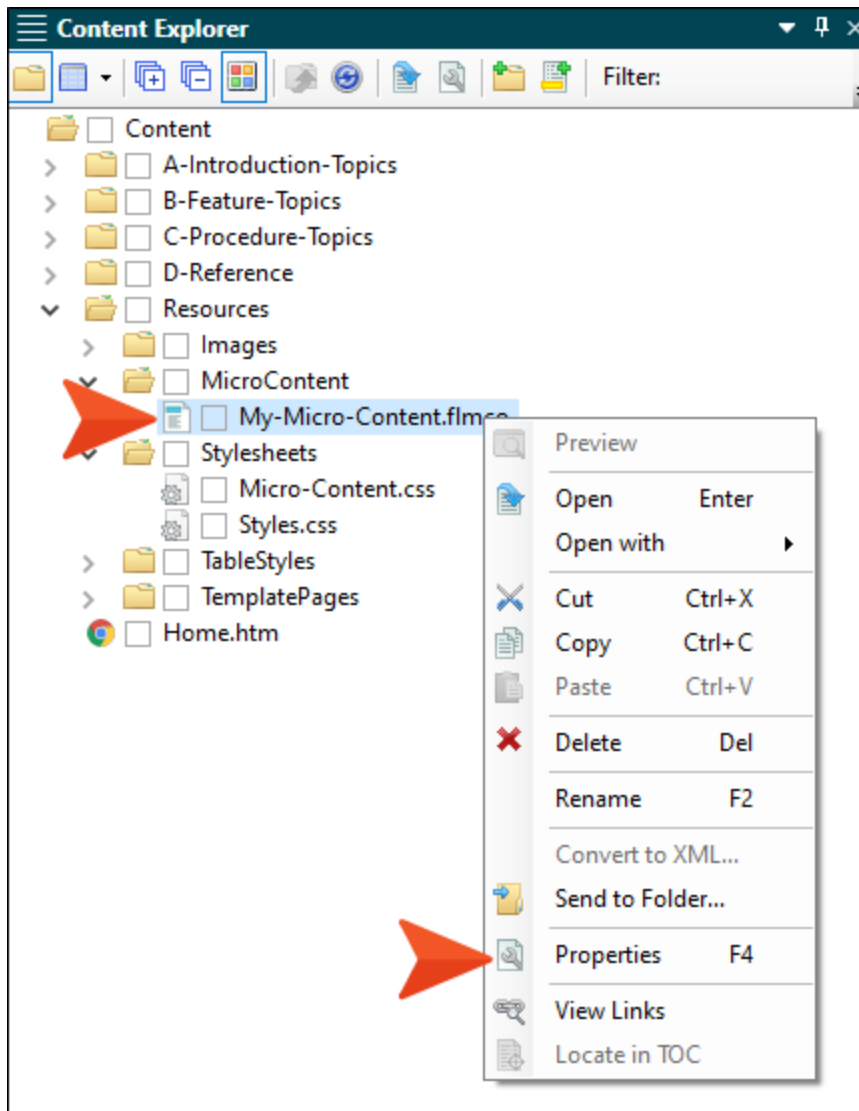 Content Explorer
Filter:
Content
A-Introduction-Topics
B-Feature-Topics
C-Procedure-Topics
D-Reference
Resources
Images
MicroContent
My-Micro-Content.flmco
Stylesheets
Micro-Content.css
Styles.css
TableStyles
TemplatePages
Home.htm
Preview
Open Enter
Open with
Cut Ctrl+X
Copy Ctrl+C
Paste Ctrl+V
Delete Del
Rename F2
Convert to XML...
Send to Folder...
Properties F4
View Links
Locate in TOC